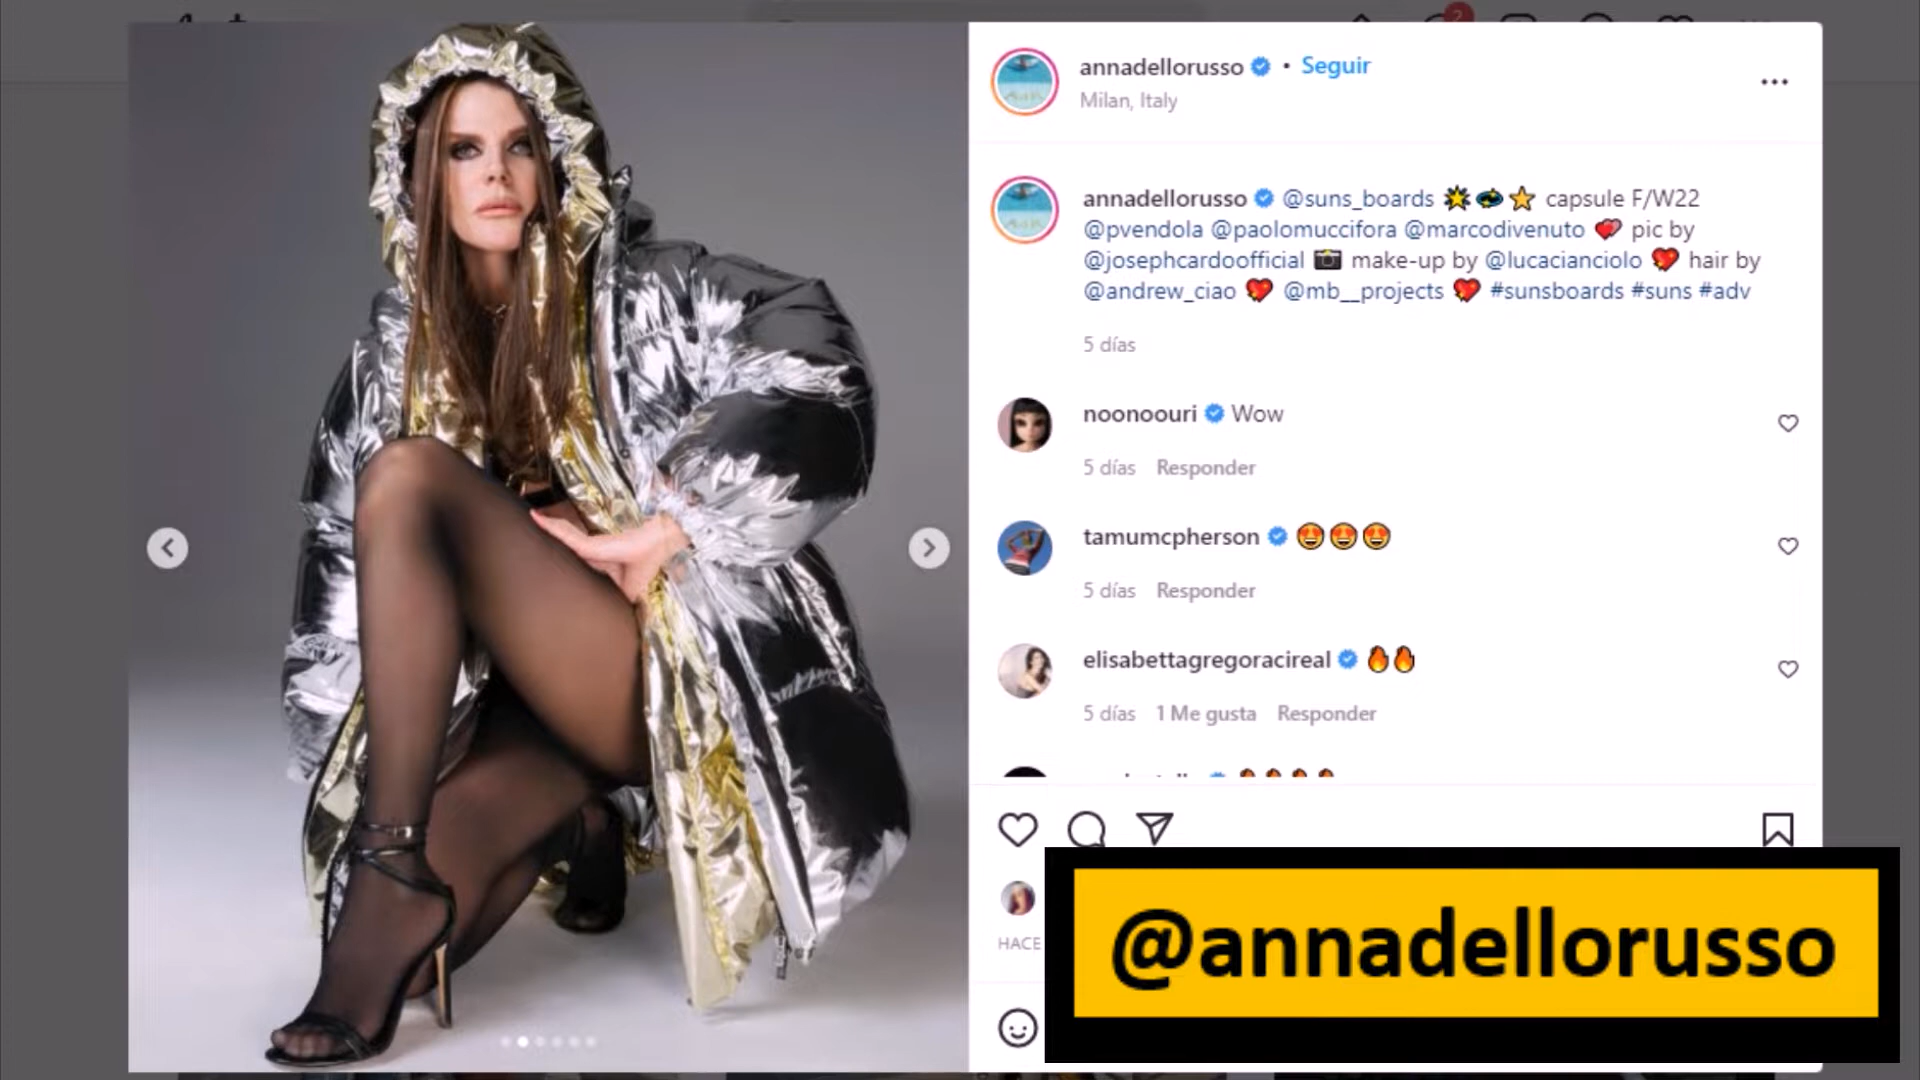 2
annadellorusso • Seguir
Milan, Italy
annadellorusso @suns_boards capsule F/W22
@pvendola @paolomuccifora @marcodivenuto pic by
@josephcardoofficial make-up by @lucacianciolo hair by
@andrew_ciao @mb__projects #sunsboards #suns #adv
5 días
noonoouri Wow
5 días Responder
tamumcpherson
5 días Responder
elisabettagregoracireal
5 días 1 Me gusta Responder
HACE
@annadellorusso